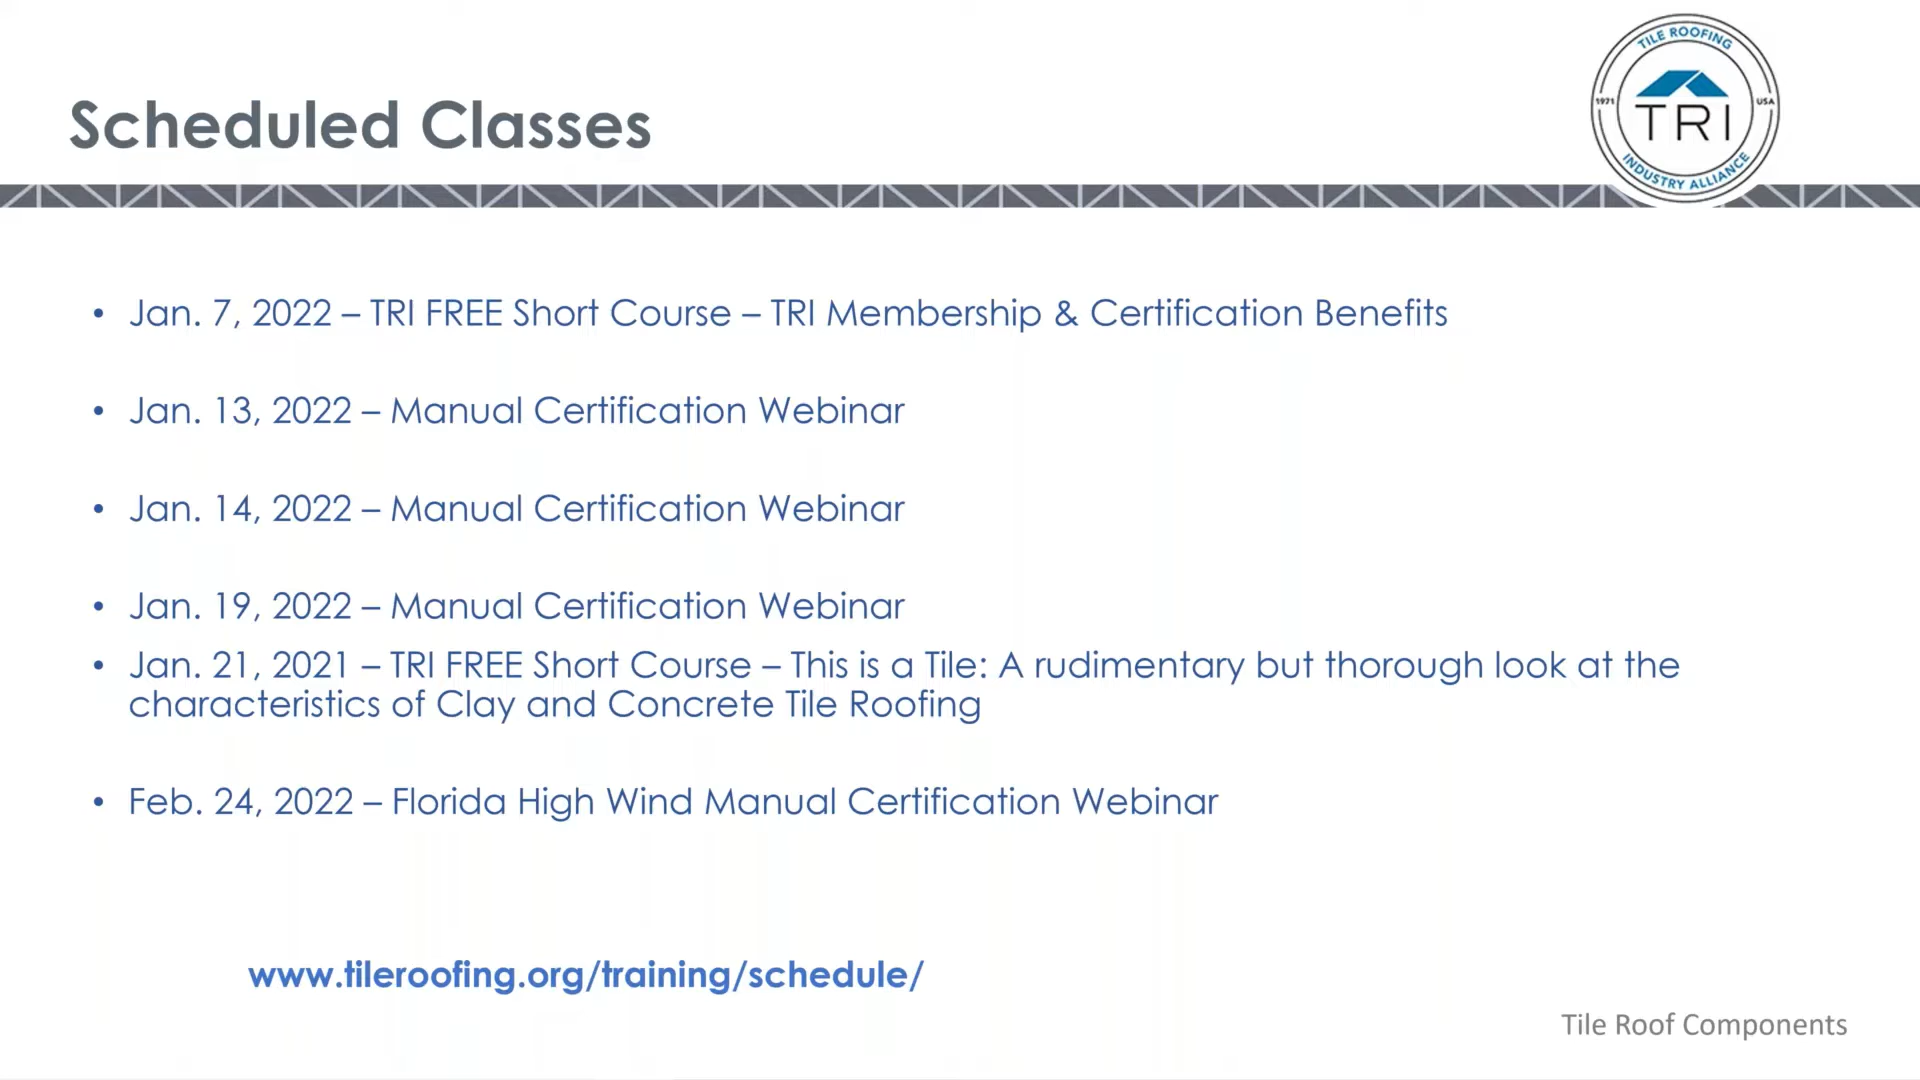 TILE ROOFING
1971
USA
TRI
INDUSTRY ALLIANCE
Scheduled Classes
• Jan. 7, 2022 – TRI FREE Short Course – TRI Membership & Certification Benefits
• Jan. 13, 2022 – Manual Certification Webinar
• Jan. 14, 2022 – Manual Certification Webinar
• Jan. 19, 2022 – Manual Certification Webinar
• Jan. 21, 2021 – TRI FREE Short Course – This is a Tile: A rudimentary but thorough look at the
characteristics of Clay and Concrete Tile Roofing
• Feb. 24, 2022 – Florida High Wind Manual Certification Webinar
www.tileroofing.org/training/schedule/
Tile Roof Components